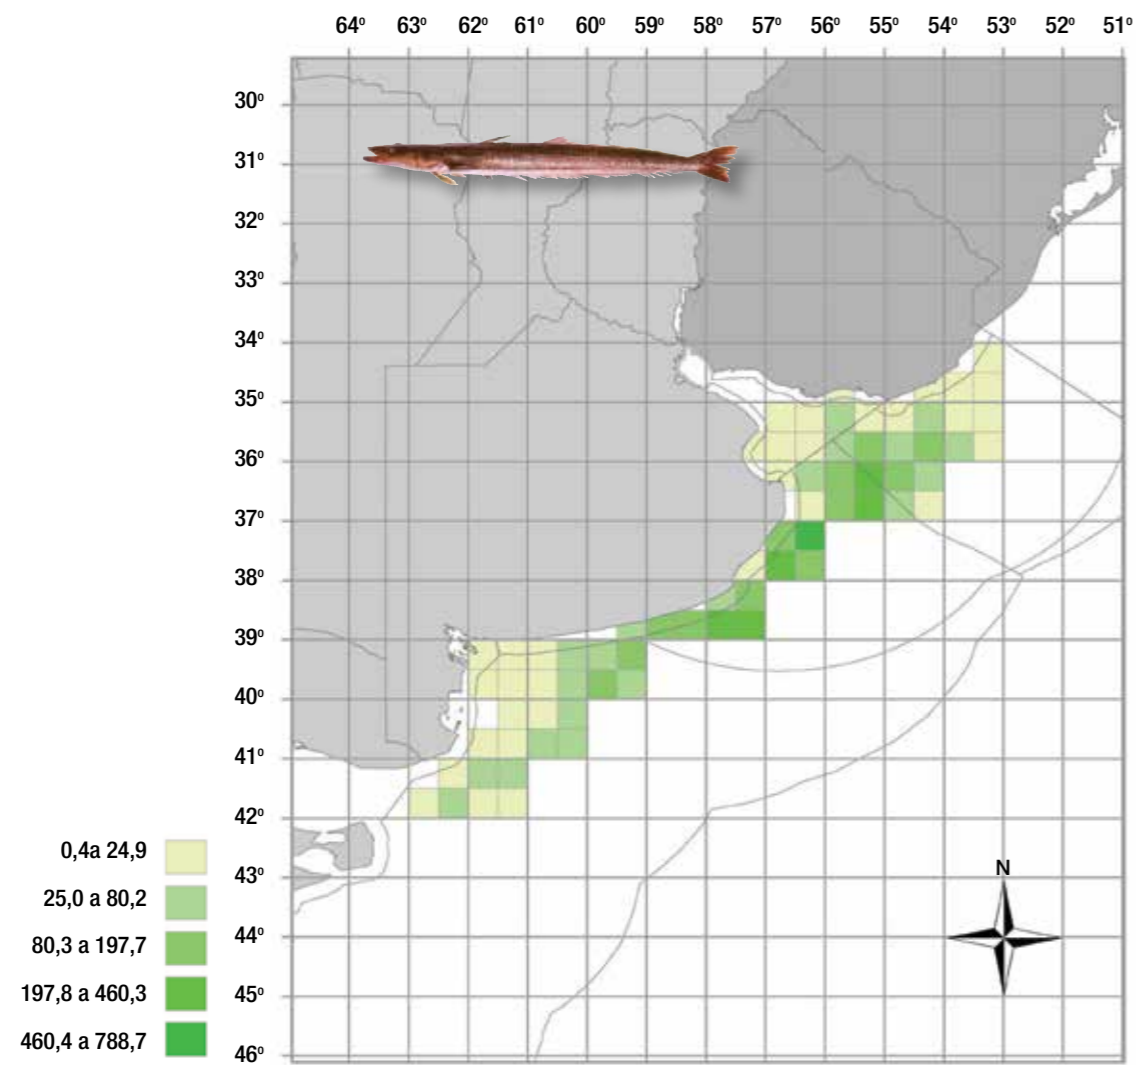 64º 63º 62º 61º 60º 59º 58º 57º 56º 55º 54º 53º 52º 51º
30º
31º
32º
33º
34º
35º
36º
37º
38º
39º
40º
41º
42º
43º
44º
45º
46º
0,4a 24,9
25,0 a 80,2
80,3 a 197,7
197,8 a 460,3
460,4 a 788,7
N